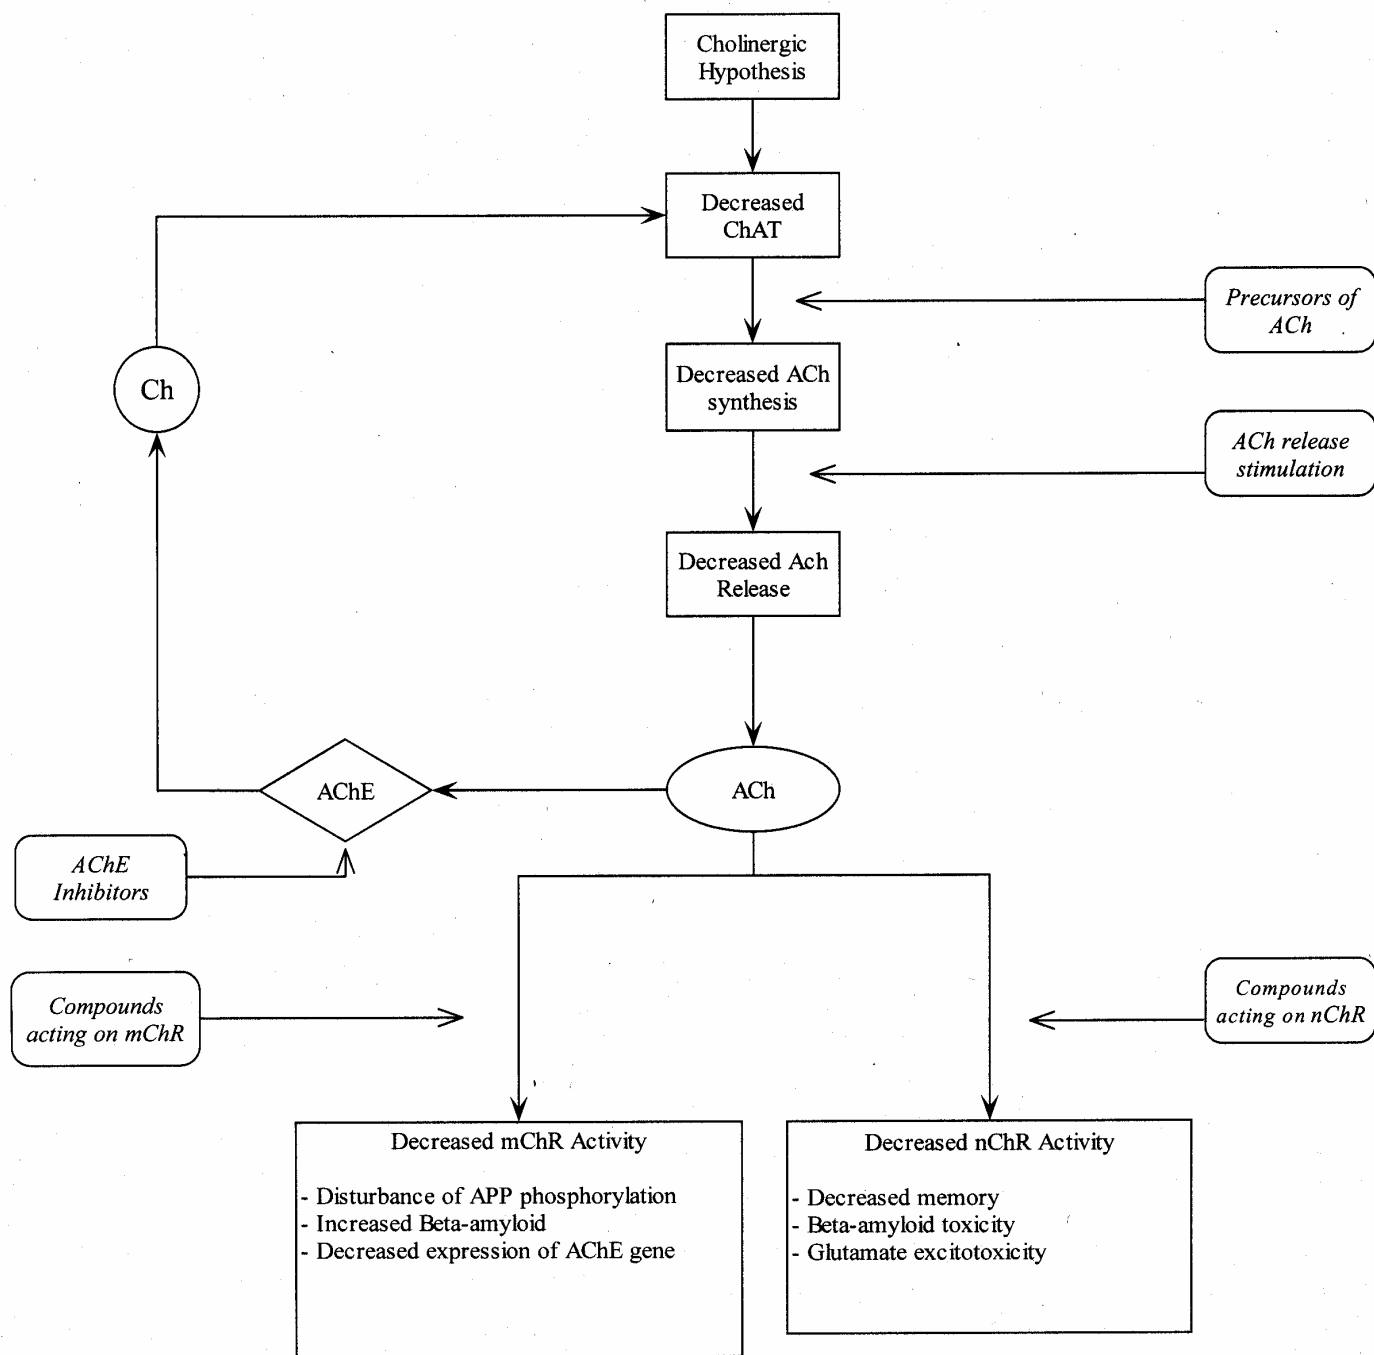 Cholinergic
Hypothesis
Decreased
ChAT
Precursors of
ACh
Ch
Decreased ACh
synthesis
ACh release
stimulation
Decreased Ach
Release
AChE
ACh
AChE
Inhibitors
Compounds
acting on mChR
Compounds
acting on nChR
Decreased mChR Activity
- Disturbance of APP phosphorylation
- Increased Beta-amyloid
- Decreased expression of AChE gene
Decreased nChR Activity
- Decreased memory
- Beta-amyloid toxicity
- Glutamate excitotoxicity